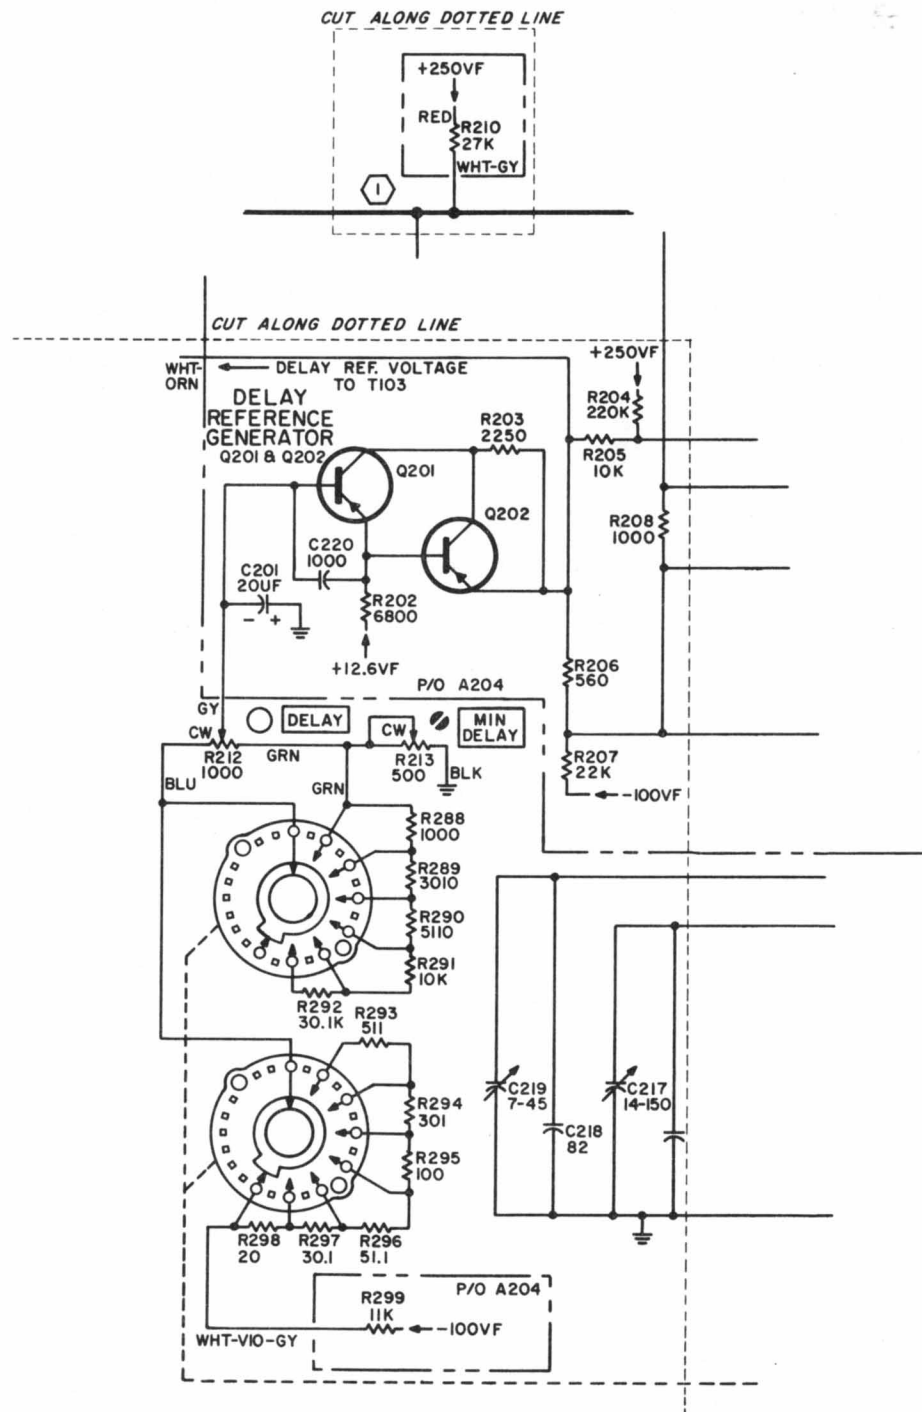 CUT ALONG DOTTED LINE
+250VF
RED
R210
27K
WHT-GY
1
CUT ALONG DOTTED LINE
WHT-
ORN
DELAY REF. VOLTAGE
TO T103
+250VF
DELAY
REFERENCE
GENERATOR
Q201 & Q202
R203
2250
R204
220K
R205
10K
Q201
Q202
R208
1000
C220
1000
C201
20UF
- +
R202
6800
+12.6VF
R206
560
P/O A204
GY
DELAY
MIN
DELAY
CW
R212
1000
GRN
CW
R213
500
BLK
R207
22K
-100VF
BLU
GRN
R288
1000
R289
3010
R290
5110
R291
10K
R292
30.1K
R293
511
R294
301
R295
100
C219
7-45
C217
14-150
C218
82
R298
20
R297
30.1
R296
51.1
P/O A204
R299
11K
-100VF
WHT-VIO-GY